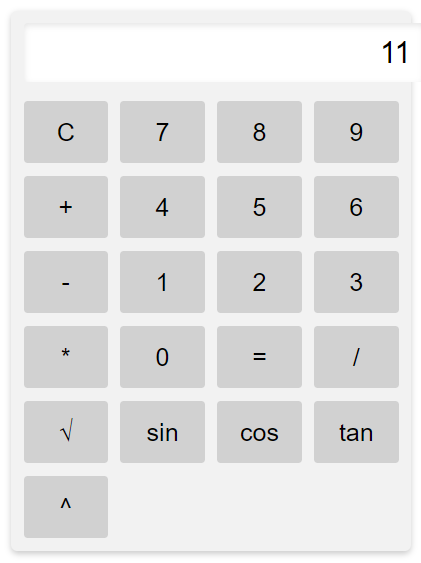 11
C 7 8 9
+ 4 5 6
- 1 2 3
* 0 = /
√ sin cos tan
^